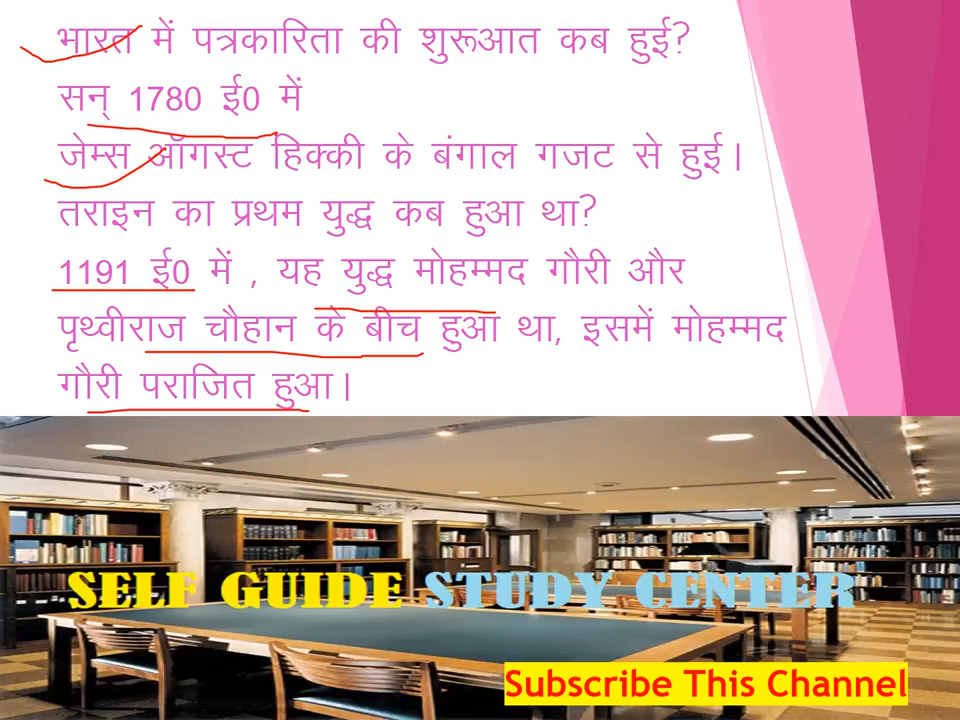 भारत में पत्रकारिता की शुरूआत कब हुई?
सन् 1780 ई0 में
जेम्स ऑगस्ट हिक्की के बंगाल गजट से हुई।
तराइन का प्रथम युद्ध कब हुआ था?
1191 ई0 में , यह युद्ध मोहम्मद गौरी और
पृथ्वीराज चौहान के बीच हुआ था, इसमें मोहम्मद
गौरी पराजित हुआ।
SELF GUIDE STUDY CENTER
Subscribe This Channel